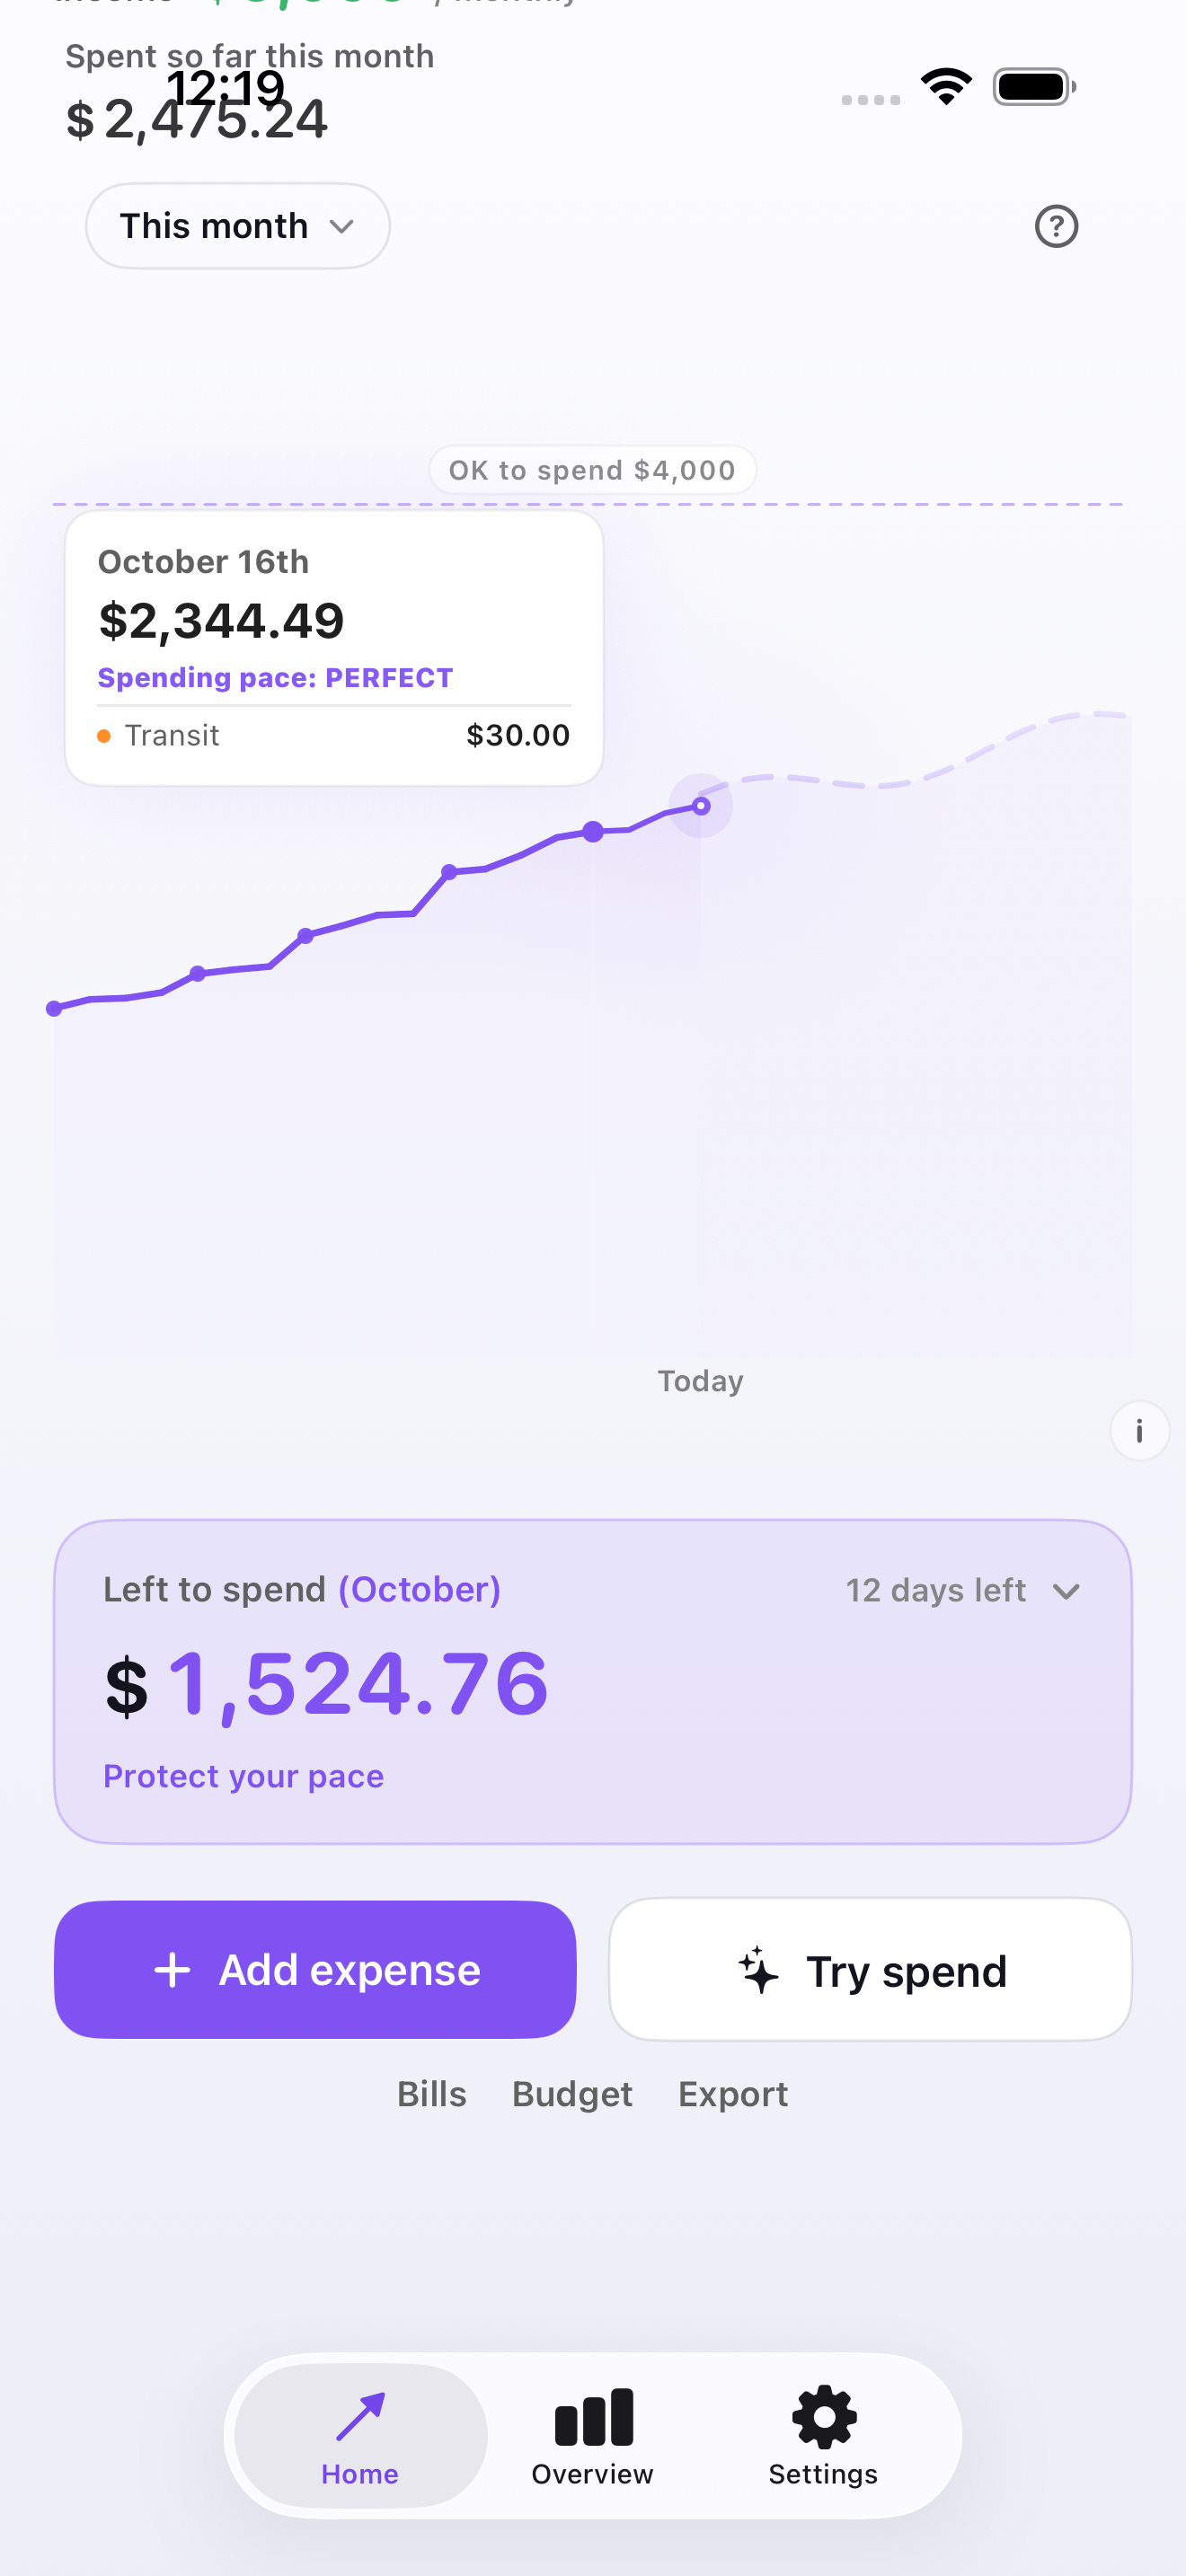 Spent so far this month
12:19
$2,475.24
This month
?
OK to spend $4,000
October 16th
$2,344.49
Spending pace: PERFECT
Transit $30.00
Today
i
Left to spend (October) 12 days left
$1,524.76
Protect your pace
+ Add expense
Try spend
Bills Budget Export
Home Overview Settings